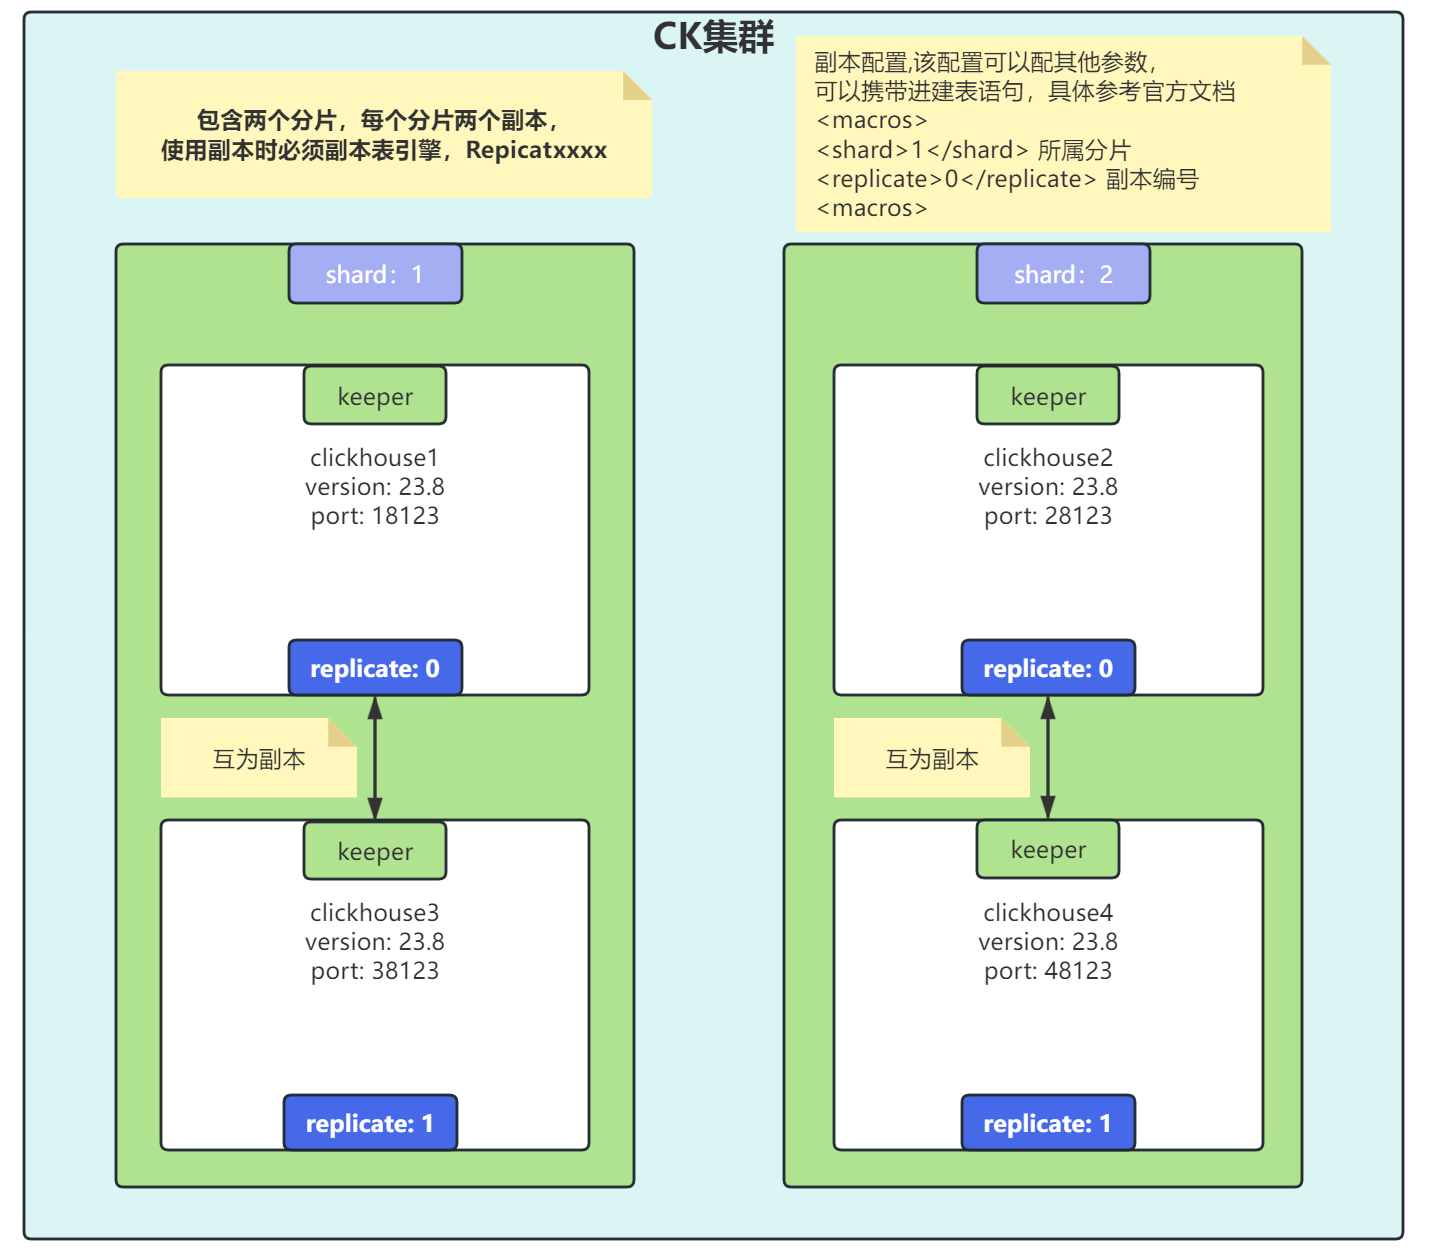 CK集群
包含两个分片，每个分片两个副本，
使用副本时必须副本表引擎，Repicatxxxx
副本配置,该配置可以配其他参数，
可以携带进建表语句，具体参考官方文档
<macros>
<shard>1</shard> 所属分片
<replicate>0</replicate> 副本编号
<macros>
shard：1
keeper
clickhouse1
version: 23.8
port: 18123
replicate: 0
互为副本
keeper
clickhouse3
version: 23.8
port: 38123
replicate: 1
shard：2
keeper
clickhouse2
version: 23.8
port: 28123
replicate: 0
互为副本
keeper
clickhouse4
version: 23.8
port: 48123
replicate: 1